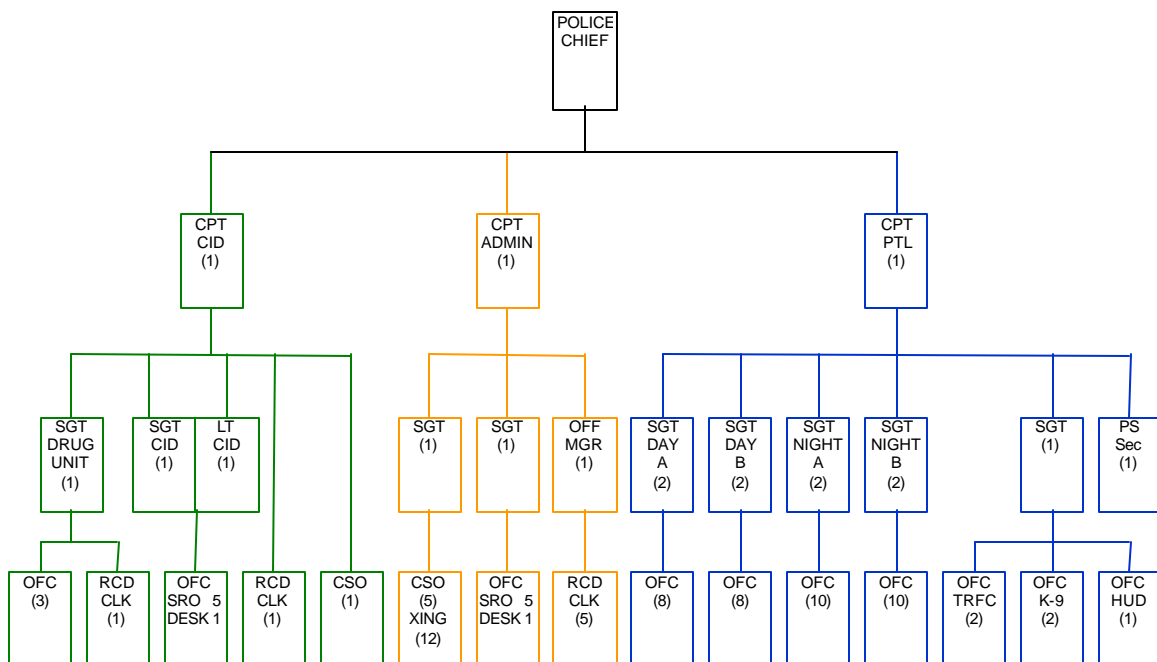 POLICE
CHIEF
CPT
CID
(1)
CPT
ADMIN
(1)
CPT
PTL
(1)
SGT
DRUG
UNIT
(1)
SGT
CID
(1)
LT
CID
(1)
SGT
(1)
SGT
(1)
OFF
MGR
(1)
SGT
DAY
A
(2)
SGT
DAY
B
(2)
SGT
NIGHT
A
(2)
SGT
NIGHT
B
(2)
SGT
(1)
PS
Sec
(1)
OFC
(3)
RCD
CLK
(1)
OFC
SRO 5
DESK 1
RCD
CLK
(1)
CSO
(1)
CSO
(5)
XING
(12)
OFC
SRO 5
DESK 1
RCD
CLK
(5)
OFC
(8)
OFC
(8)
OFC
(10)
OFC
(10)
OFC
TRFC
(2)
OFC
K-9
(2)
OFC
HUD
(1)